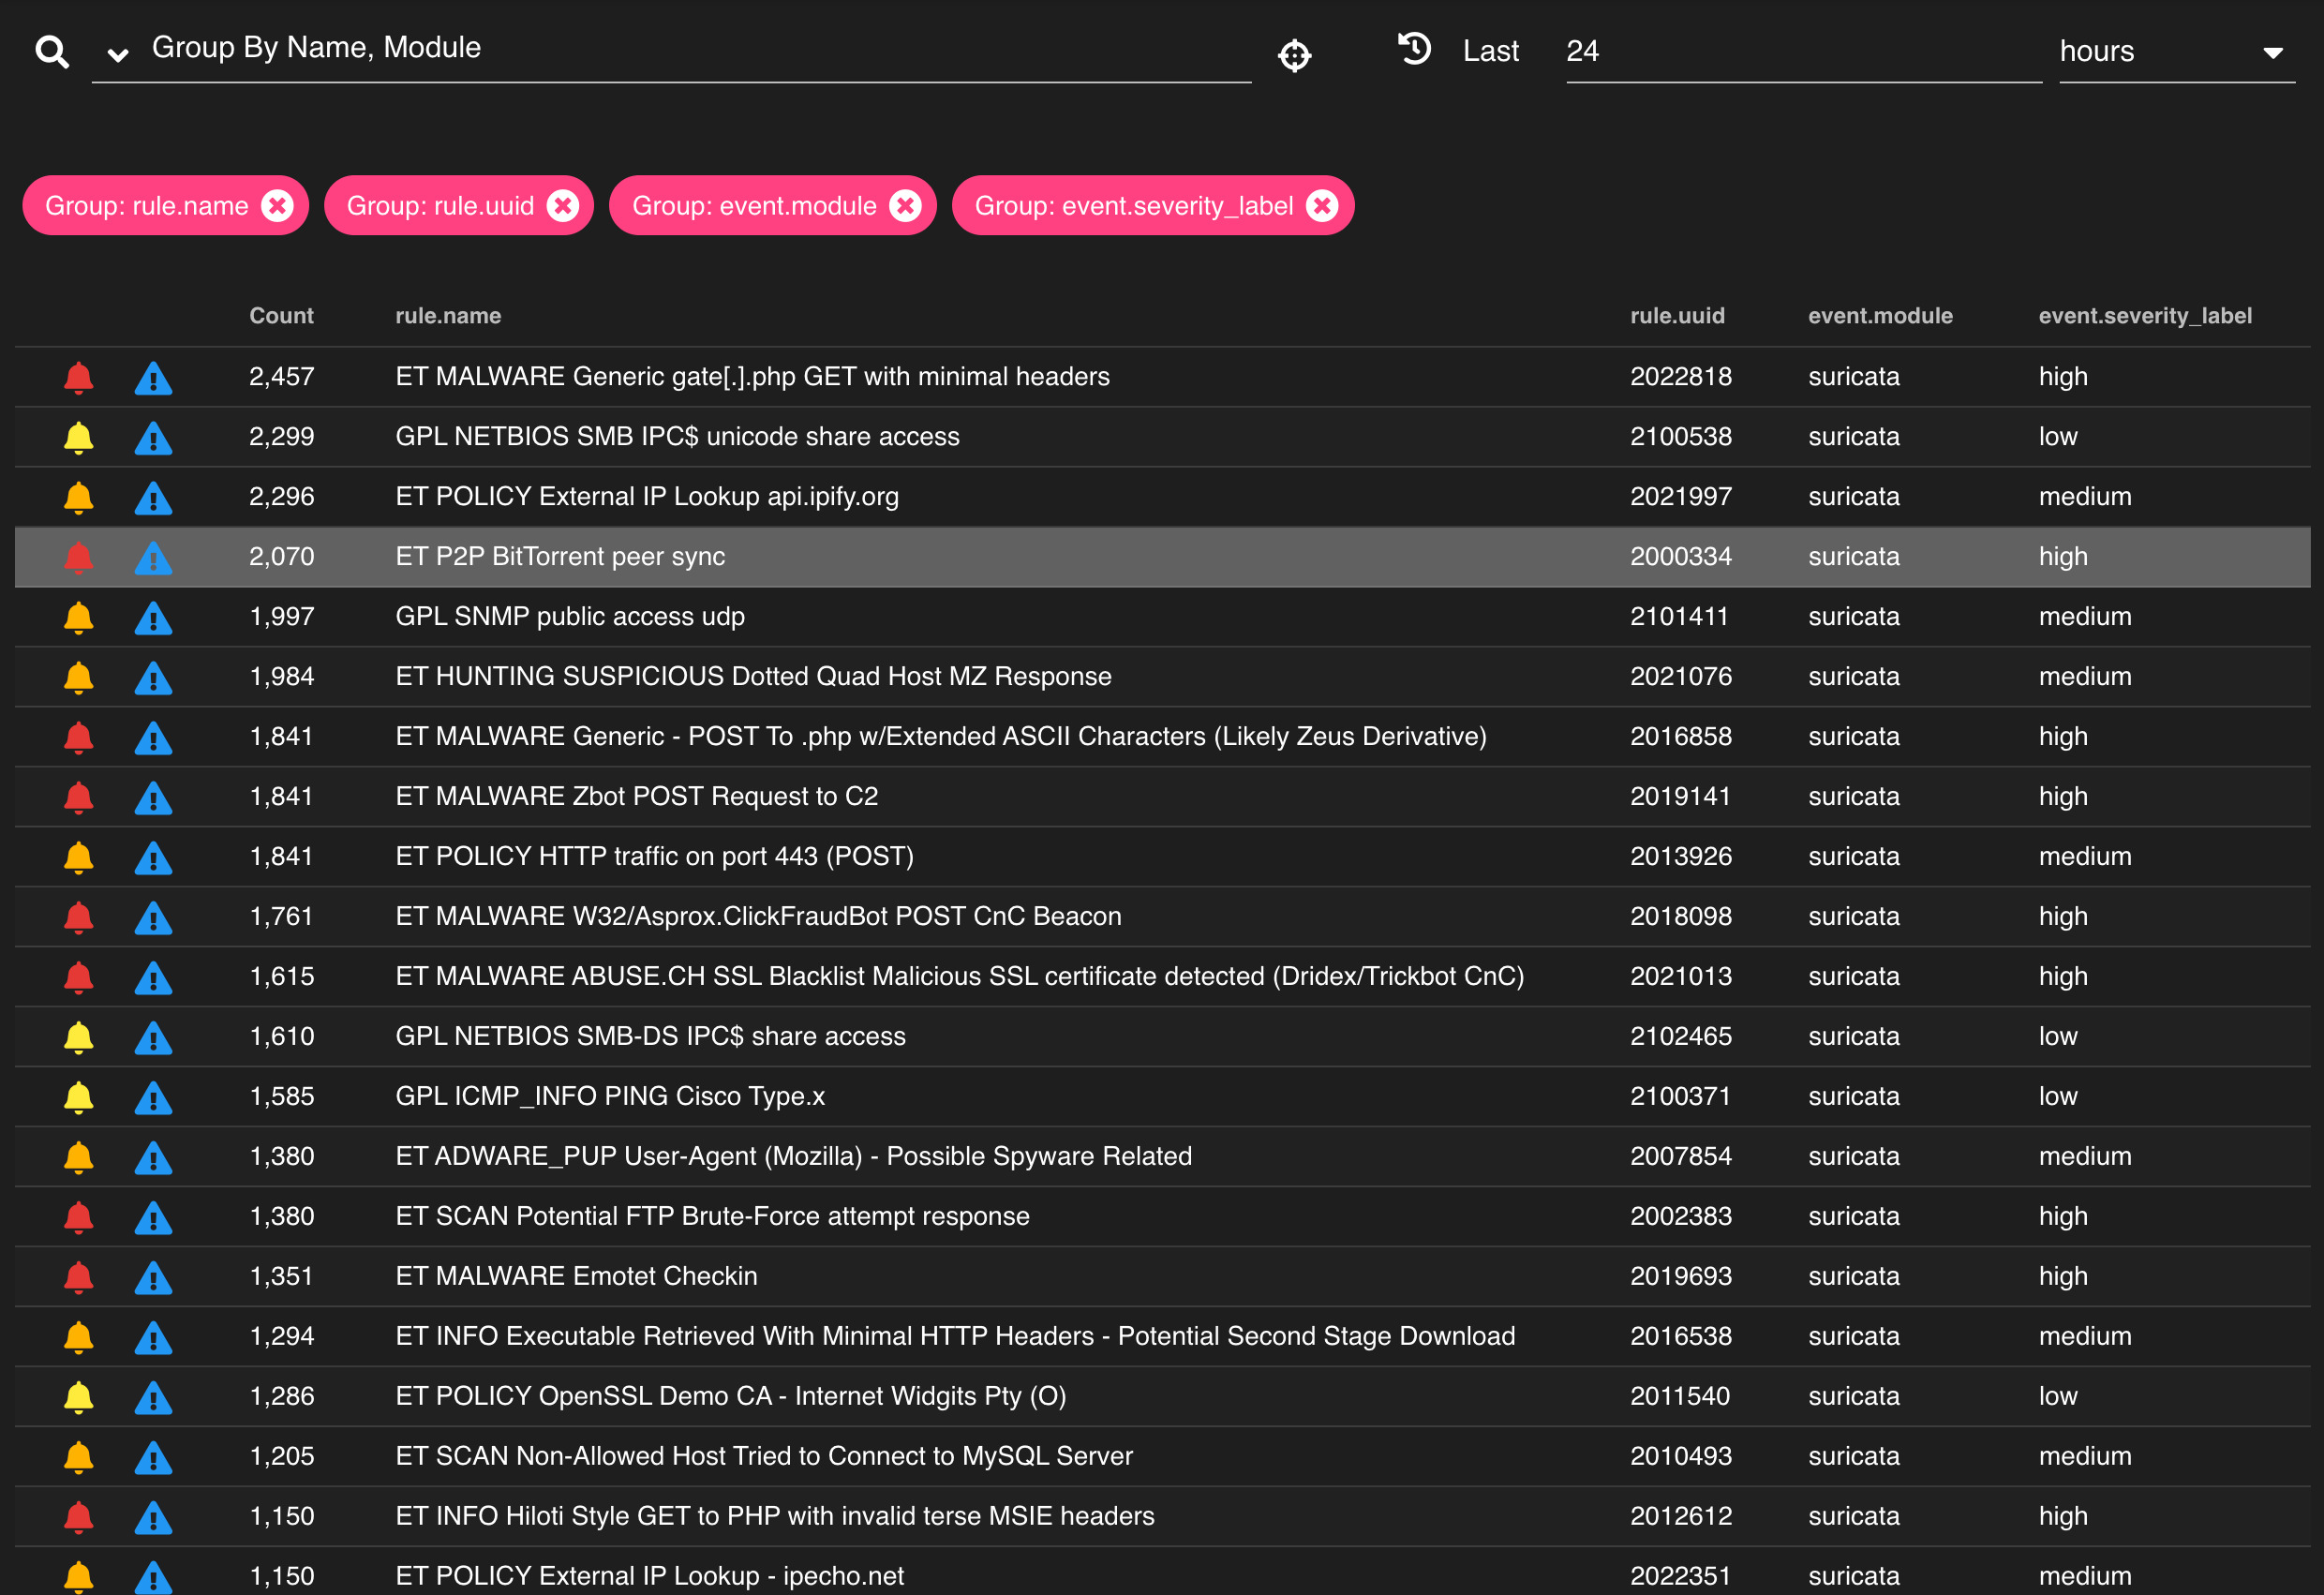 Group By Name, Module Last 24 hours
Group: rule.name Group: rule.uuid Group: event.module Group: event.severity_label
Count rule.name rule.uuid event.module event.severity_label
2,457 ET MALWARE Generic gate[.].php GET with minimal headers 2022818 suricata high
2,299 GPL NETBIOS SMB IPC$ unicode share access 2100538 suricata low
2,296 ET POLICY External IP Lookup api.ipify.org 2021997 suricata medium
2,070 ET P2P BitTorrent peer sync 2000334 suricata high
1,997 GPL SNMP public access udp 2101411 suricata medium
1,984 ET HUNTING SUSPICIOUS Dotted Quad Host MZ Response 2021076 suricata medium
1,841 ET MALWARE Generic - POST To .php w/Extended ASCII Characters (Likely Zeus Derivative) 2016858 suricata high
1,841 ET MALWARE Zbot POST Request to C2 2019141 suricata high
1,841 ET POLICY HTTP traffic on port 443 (POST) 2013926 suricata medium
1,761 ET MALWARE W32/Asprox.ClickFraudBot POST CnC Beacon 2018098 suricata high
1,615 ET MALWARE ABUSE.CH SSL Blacklist Malicious SSL certificate detected (Dridex/Trickbot CnC) 2021013 suricata high
1,610 GPL NETBIOS SMB-DS IPC$ share access 2102465 suricata low
1,585 GPL ICMP_INFO PING Cisco Type.x 2100371 suricata low
1,380 ET ADWARE_PUP User-Agent (Mozilla) - Possible Spyware Related 2007854 suricata medium
1,380 ET SCAN Potential FTP Brute-Force attempt response 2002383 suricata high
1,351 ET MALWARE Emotet Checkin 2019693 suricata high
1,294 ET INFO Executable Retrieved With Minimal HTTP Headers - Potential Second Stage Download 2016538 suricata medium
1,286 ET POLICY OpenSSL Demo CA - Internet Widgits Pty (O) 2011540 suricata low
1,205 ET SCAN Non-Allowed Host Tried to Connect to MySQL Server 2010493 suricata medium
1,150 ET INFO Hiloti Style GET to PHP with invalid terse MSIE headers 2012612 suricata high
1,150 ET POLICY External IP Lookup - ipecho.net 2022351 suricata medium